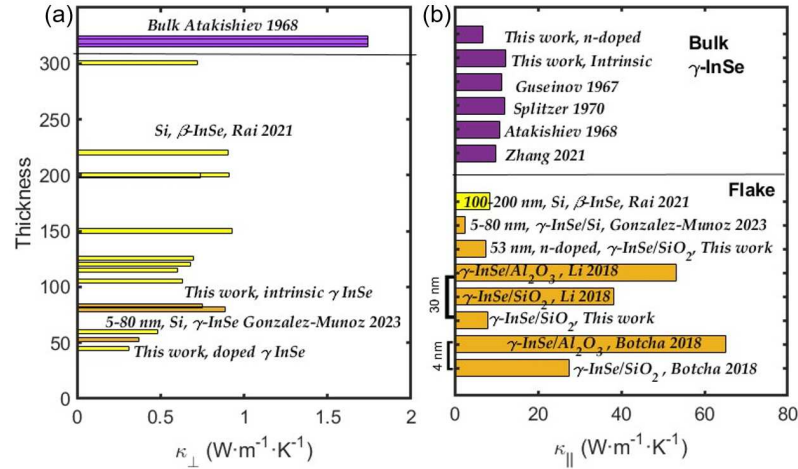 (a)
Bulk Atakishiev 1968
300
Si, β-InSe, Rai 2021
250
200
150
This work, intrinsic γ InSe
100
5-80 nm, Si, γ-InSe Gonzalez-Munoz 2023
50
This work, doped γ InSe
0
Thickness
0 0.5 1 1.5 2
κ⊥ (W·m⁻¹·K⁻¹)
(b)
This work, n-doped
Bulk
This work, Intrinsic
γ-InSe
Guseinov 1967
Splitzer 1970
Atakishiev 1968
Zhang 2021
Flake
100-200 nm, Si, β-InSe, Rai 2021
5-80 nm, γ-InSe/Si, Gonzalez-Munoz 2023
53 nm, n-doped, γ-InSe/SiO₂, This work
γ-InSe/Al₂O₃, Li 2018
30 nm
γ-InSe/SiO₂, Li 2018
γ-InSe/SiO₂, This work
γ-InSe/Al₂O₃, Botcha 2018
4 nm
γ-InSe/SiO₂, Botcha 2018
0 20 40 60 80
κ∥ (W·m⁻¹·K⁻¹)